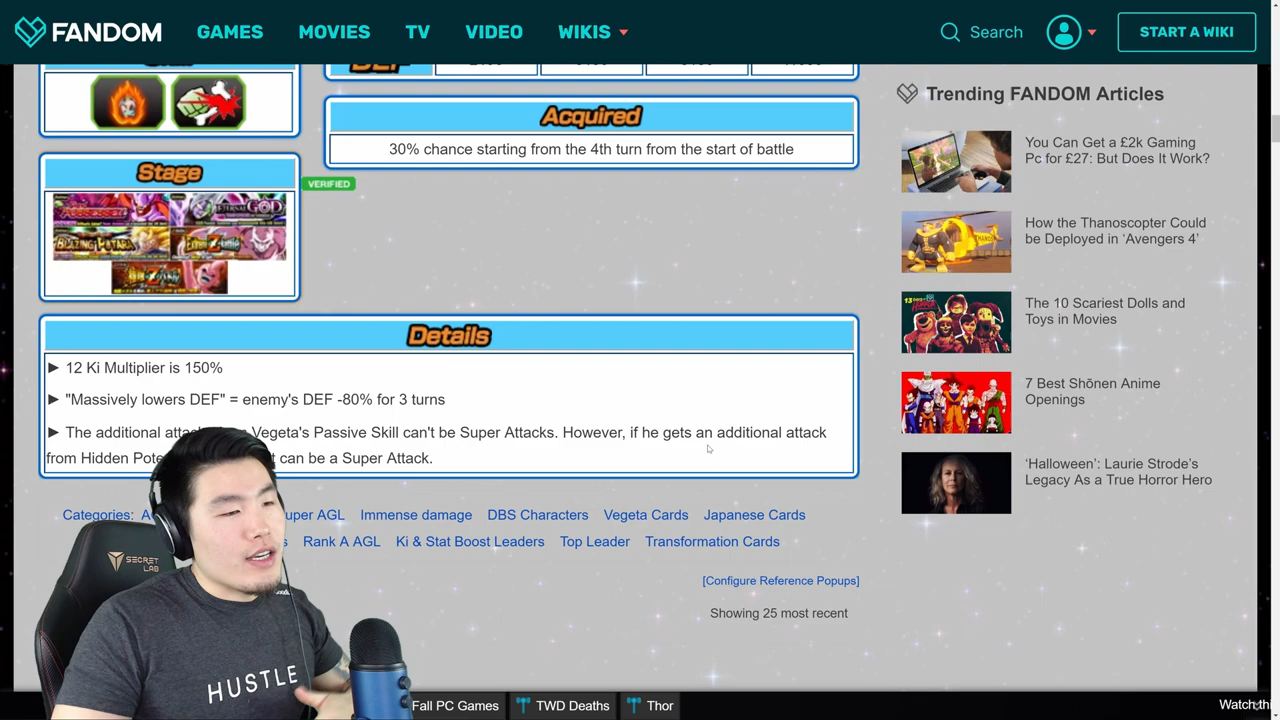 FANDOM
GAMES MOVIES TV VIDEO WIKIS
Search
START A WIKI
Acquired
30% chance starting from the 4th turn from the start of battle
Stage
VERIFIED
Details
► 12 Ki Multiplier is 150%
► "Massively lowers DEF" = enemy's DEF -80% for 3 turns
► The additional Vegeta's Passive Skill can't be Super Attacks. However, if he gets an additional attack
from Hidden can be a Super Attack.
Categories: AGL Immense damage DBS Characters Vegeta Cards Japanese Cards
Rank A AGL Ki & Stat Boost Leaders Top Leader Transformation Cards
[Configure Reference Popups]
Showing 25 most recent
Trending FANDOM Articles
You Can Get a £2k Gaming
Pc for £27: But Does It Work?
How the Thanoscopter Could
be Deployed in ‘Avengers 4’
The 10 Scariest Dolls and
Toys in Movies
7 Best Shōnen Anime
Openings
‘Halloween’: Laurie Strode’s
Legacy As a True Horror Hero
SECRET
LAB
HUSTLE
Fall PC Games TWD Deaths Thor
Watch